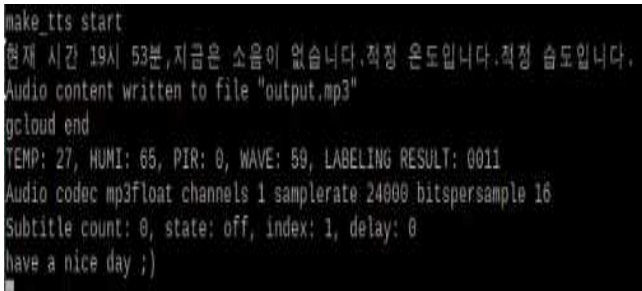 make_tts start
현재 시간 19시 53분,지금은 소음이 없습니다.적정 온도입니다.적정 습도입니다.
Audio content written to file "output.mp3"
gcloud end
TEMP: 27, HUMI: 65, PIR: 0, WAVE: 59, LABELING RESULT: 0011
Audio codec mp3float channels 1 samplerate 24000 bitspersample 16
Subtitle count: 0, state: off, index: 1, delay: 0
have a nice day ;)